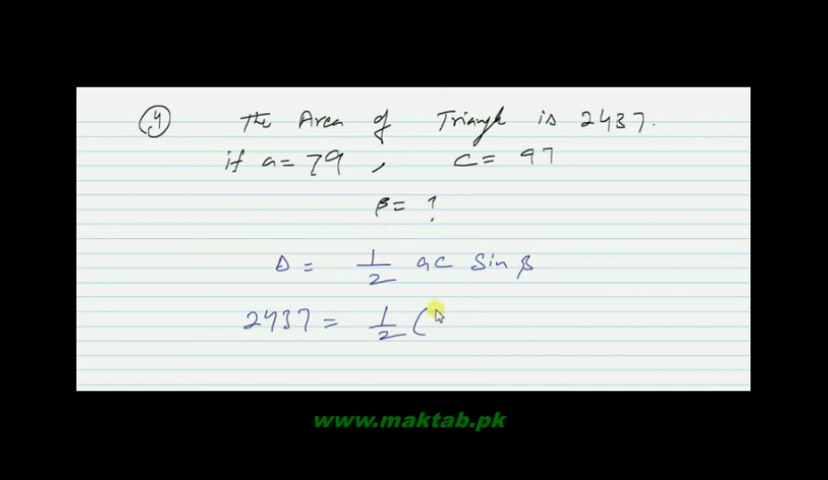 4 The Area of Triangle is 2437.
if a = 79 , c = 97
β = ?
Δ = 1/2 ac Sin β
2437 = 1/2 (
www.maktab.pk